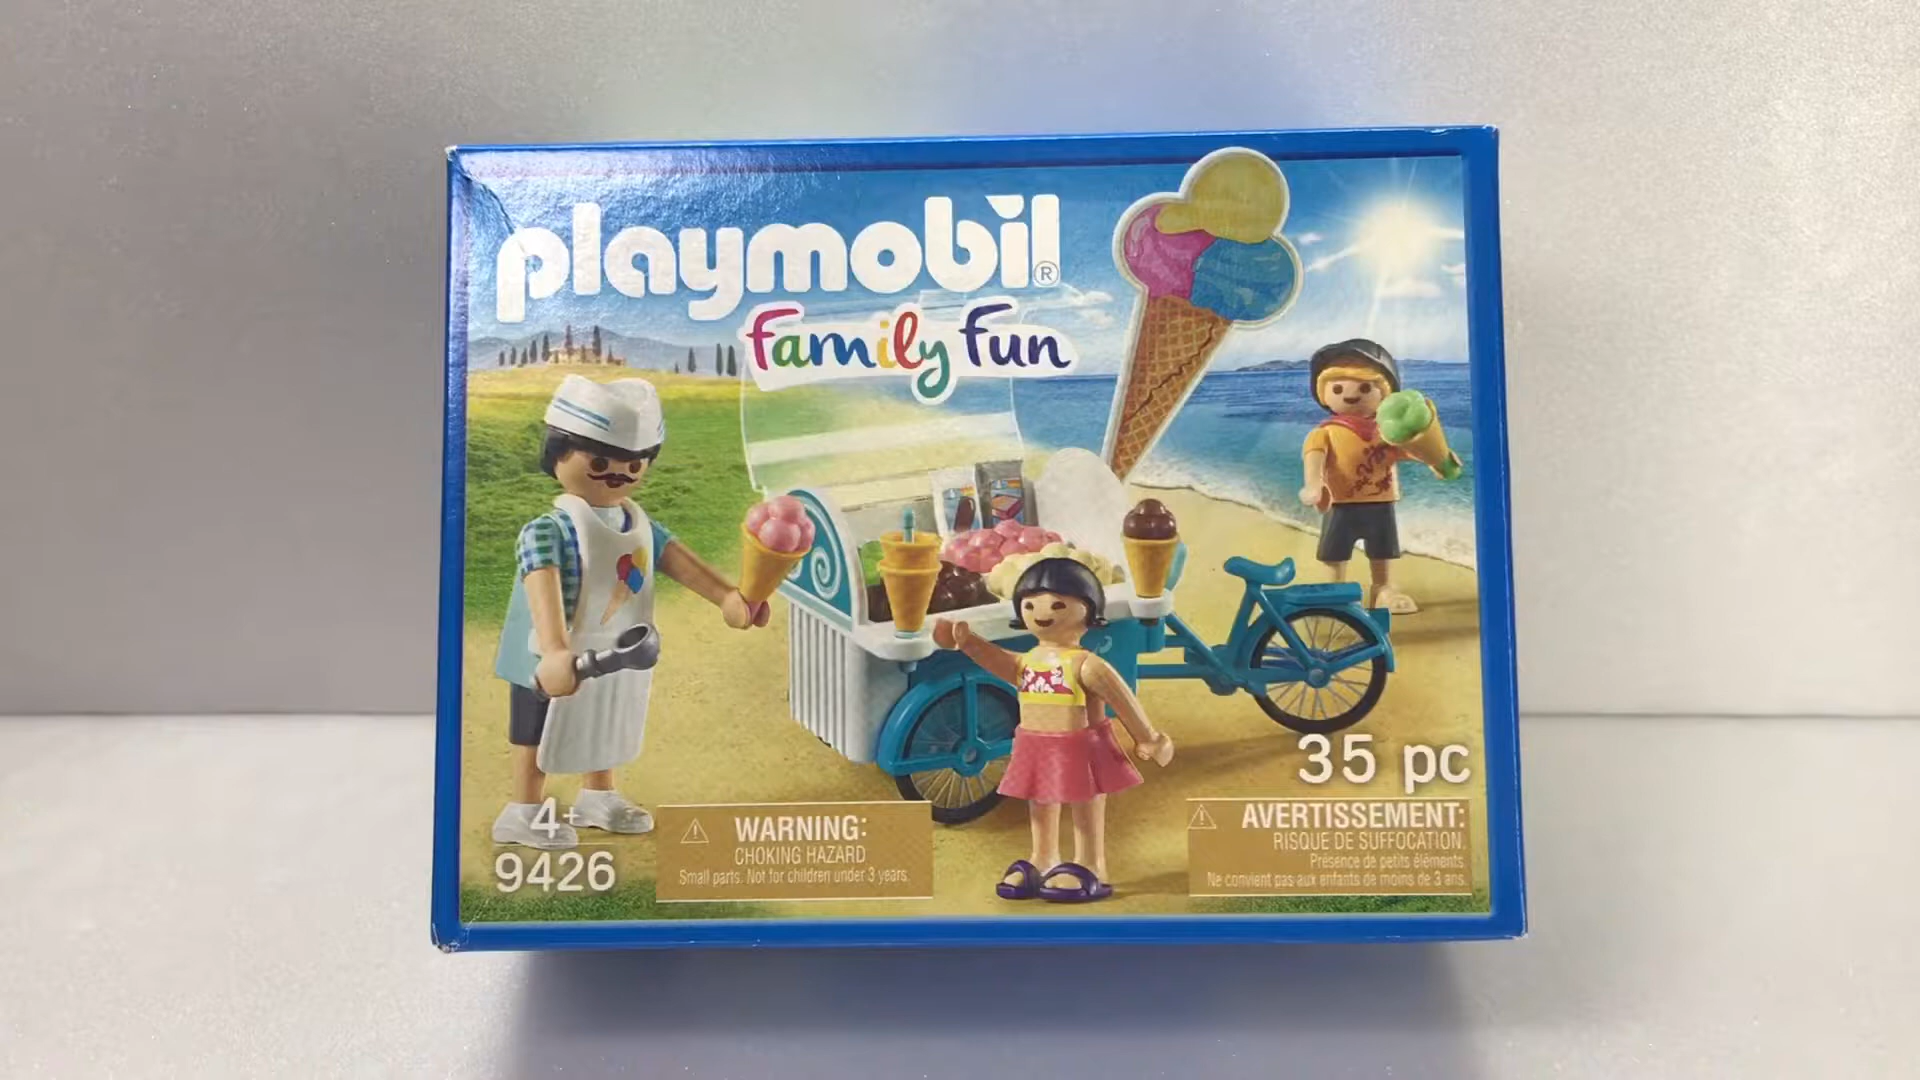 playmobil®
family fun
35 pc
4+
9426
WARNING:
CHOKING HAZARD
Small parts. Not for children under 3 years.
AVERTISSEMENT:
RISQUE DE SUFFOCATION.
Présence de petits éléments
Ne convient pas aux enfants de moins de 3 ans.